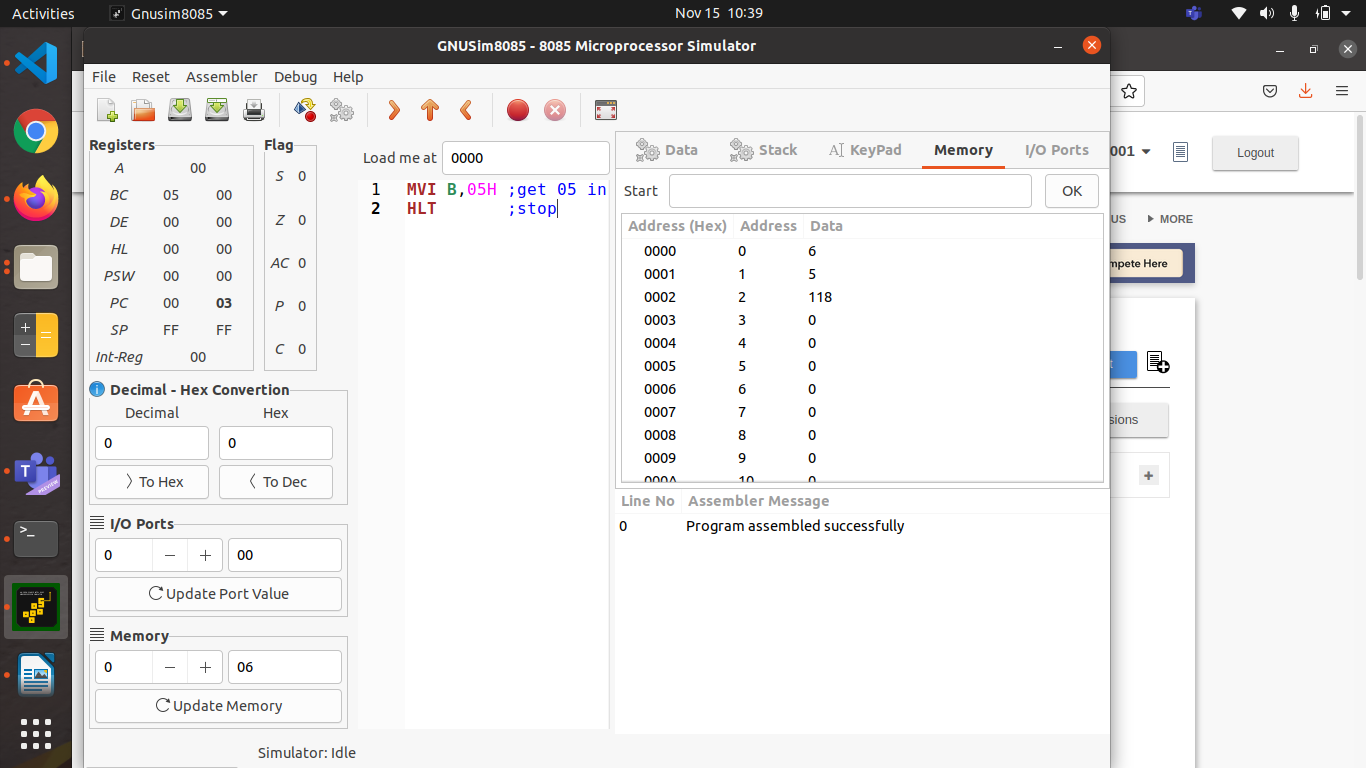 Activities Gnusim8085 Nov 15 10:39
GNUSim8085 - 8085 Microprocessor Simulator
File Reset Assembler Debug Help
Registers
A 00
BC 05 00
DE 00 00
HL 00 00
PSW 00 00
PC 00 03
SP FF FF
Int-Reg 00
Flag
S 0
Z 0
AC 0
P 0
C 0
Decimal - Hex Convertion
Decimal Hex
0 0
To Hex To Dec
I/O Ports
0 − + 00
Update Port Value
Memory
0 − + 06
Update Memory
Load me at 0000
1 MVI B,05H ;get 05 in
2 HLT ;stop
Data Stack KeyPad Memory I/O Ports
Start OK
Address (Hex) Address Data
0000 0 6
0001 1 5
0002 2 118
0003 3 0
0004 4 0
0005 5 0
0006 6 0
0007 7 0
0008 8 0
0009 9 0
000A 10 0
Line No Assembler Message
0 Program assembled successfully
Simulator: Idle
001 Logout
US MORE
mpete Here
t
sions
+
T PREVIEW